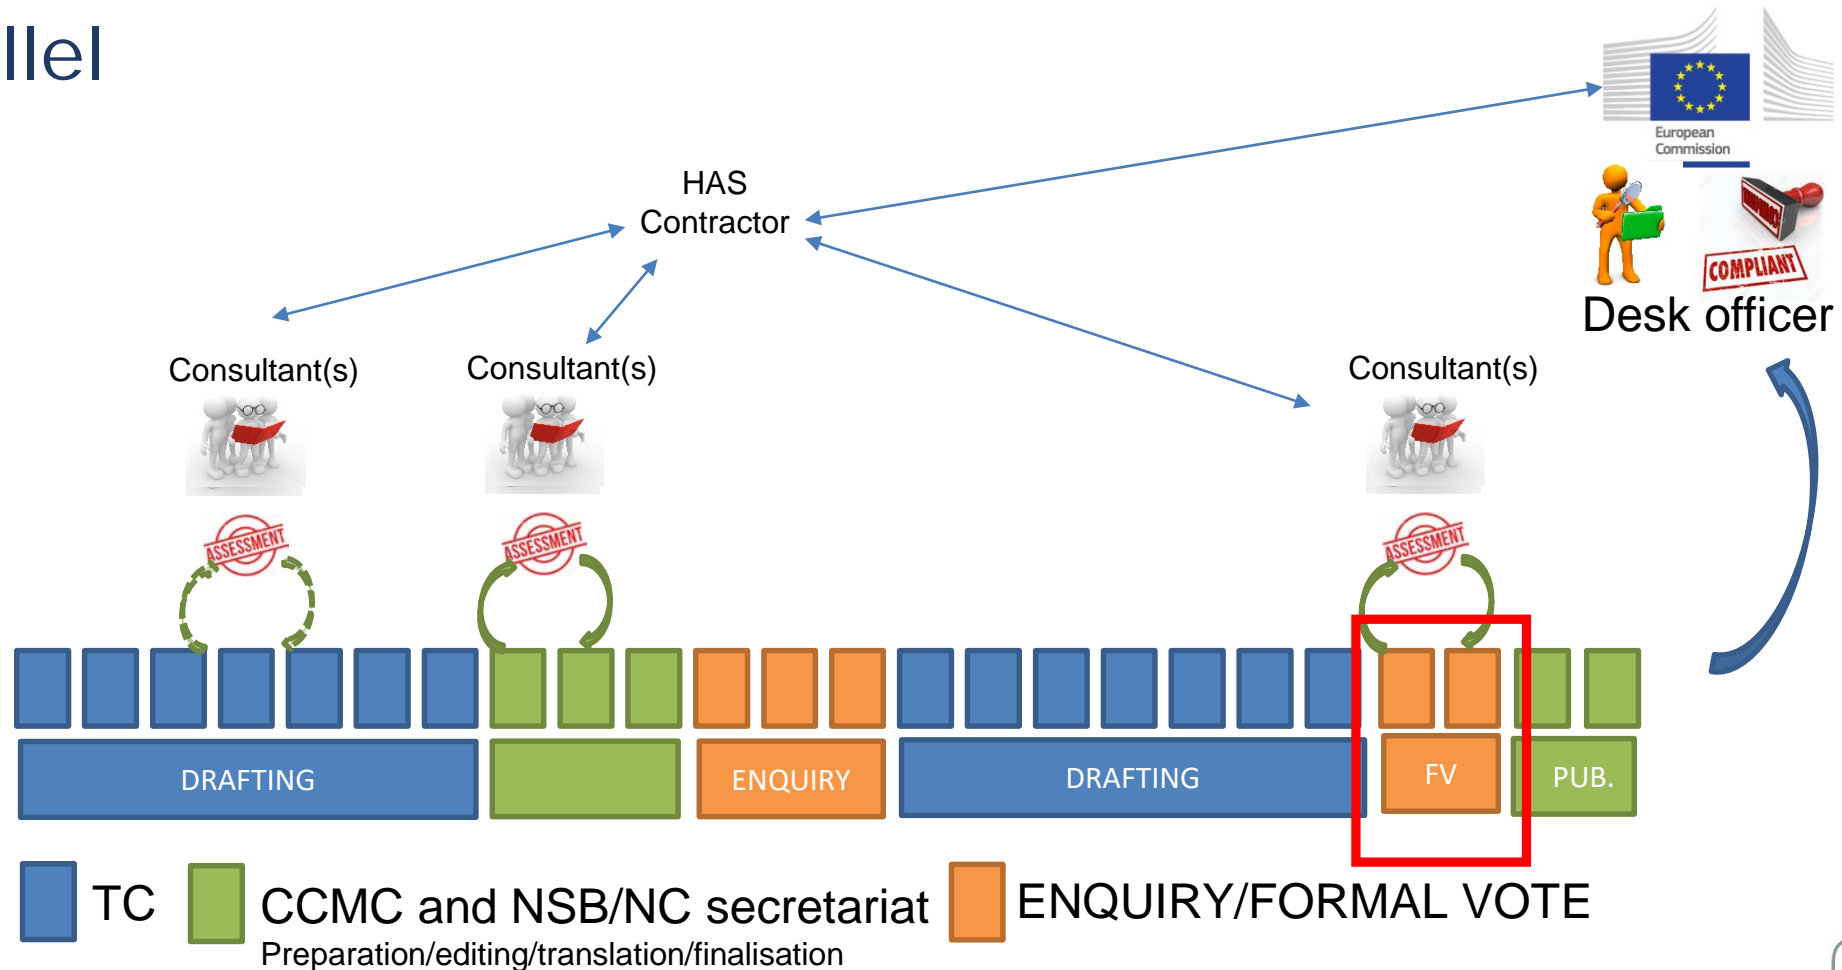 llel
European
Commission
HAS
Contractor
COMPLIANT
Desk officer
Consultant(s)
Consultant(s)
Consultant(s)
ASSESSMENT
ASSESSMENT
ASSESSMENT
DRAFTING
ENQUIRY
DRAFTING
FV
PUB.
TC
CCMC and NSB/NC secretariat
Preparation/editing/translation/finalisation
ENQUIRY/FORMAL VOTE